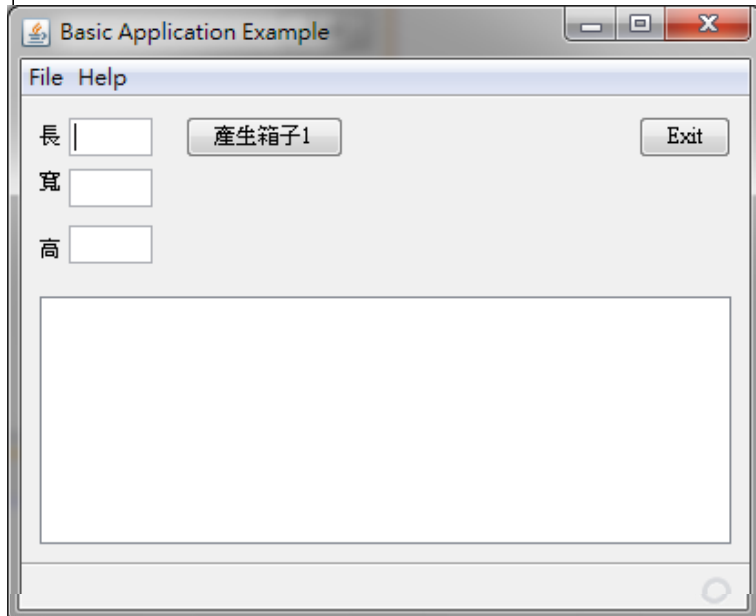 Basic Application Example
File Help
長 產生箱子1 Exit
寬
高